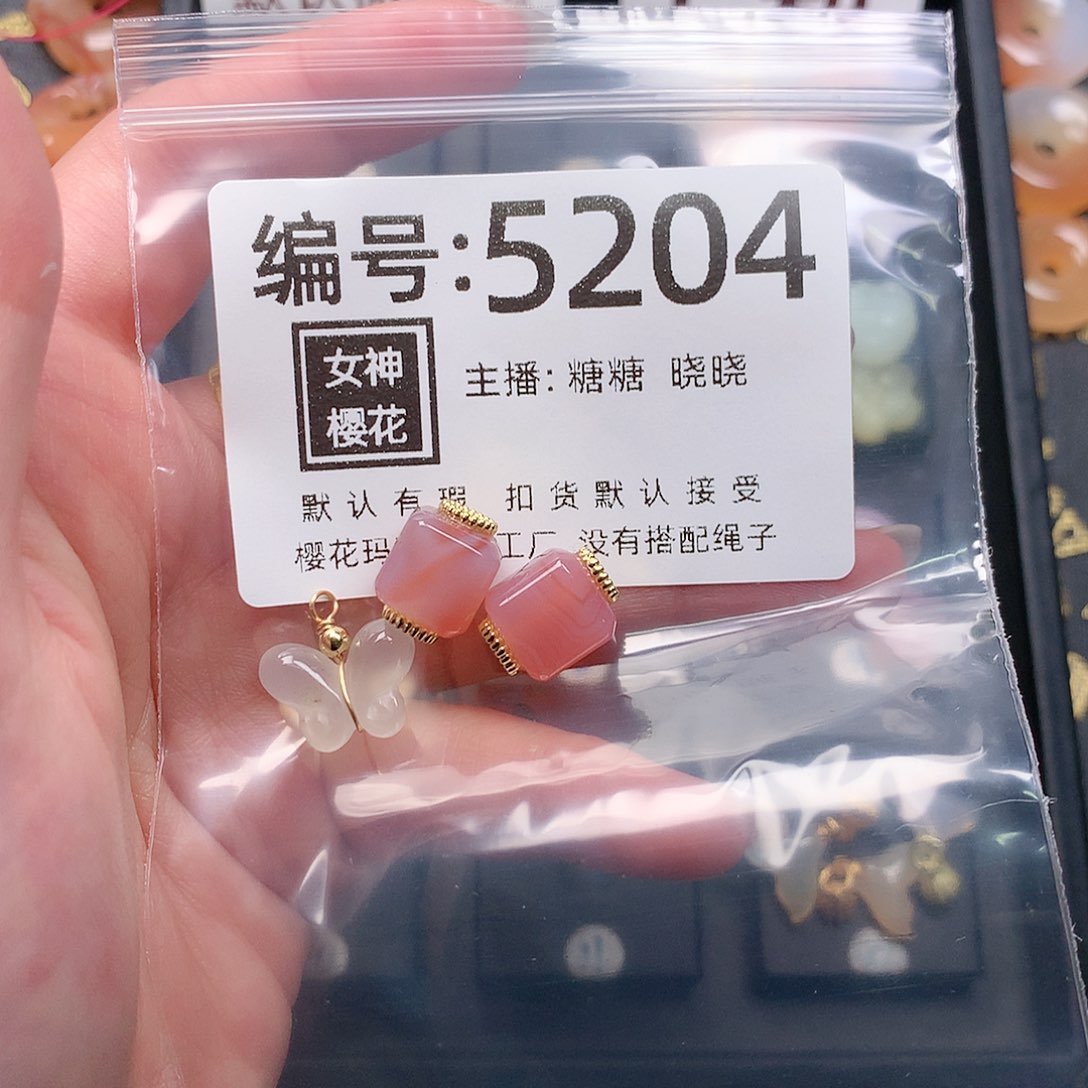 编号:5204
女神
樱花
主播: 糖糖 晓晓
默认有瑕 扣货默认接受
樱花玛 工厂 没有搭配绳子